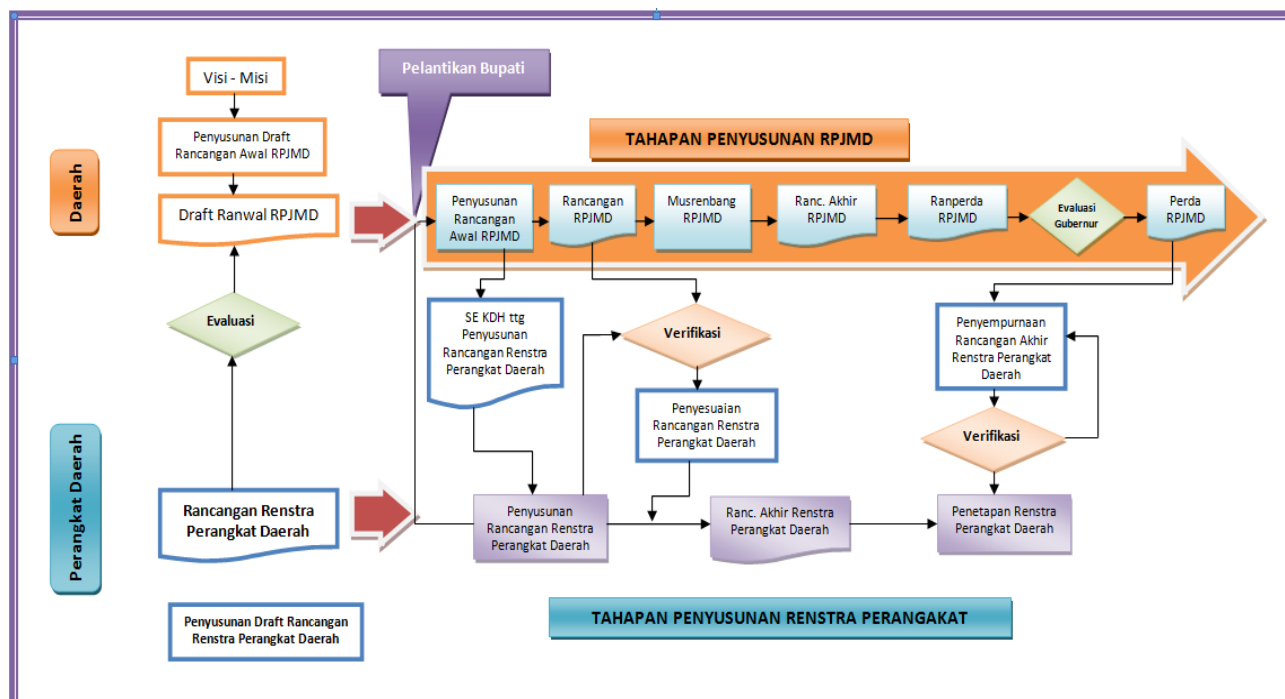 Visi - Misi
Penyusunan Draft
Rancangan Awal RPJMD
Draft Ranwal RPJMD
Evaluasi
Rancangan Renstra
Perangkat Daerah
Penyusunan Draft Rancangan
Renstra Perangkat Daerah
Daerah
Perangkat Daerah
Pelantikan Bupati
TAHAPAN PENYUSUNAN RPJMD
Penyusunan
Rancangan
Awal RPJMD
Rancangan
RPJMD
Musrenbang
RPJMD
Ranc. Akhir
RPJMD
Ranperda
RPJMD
Evaluasi
Gubernur
Perda
RPJMD
SE KDH ttg
Penyusunan
Rancangan Renstra
Perangkat Daerah
Verifikasi
Penyesuaian
Rancangan Renstra
Perangkat Daerah
Penyempurnaan
Rancangan Akhir
Renstra Perangkat
Daerah
Verifikasi
Penyusunan
Rancangan Renstra
Perangkat Daerah
Ranc. Akhir Renstra
Perangkat Daerah
Penetapan Renstra
Perangkat Daerah
TAHAPAN PENYUSUNAN RENSTRA PERANGAKAT